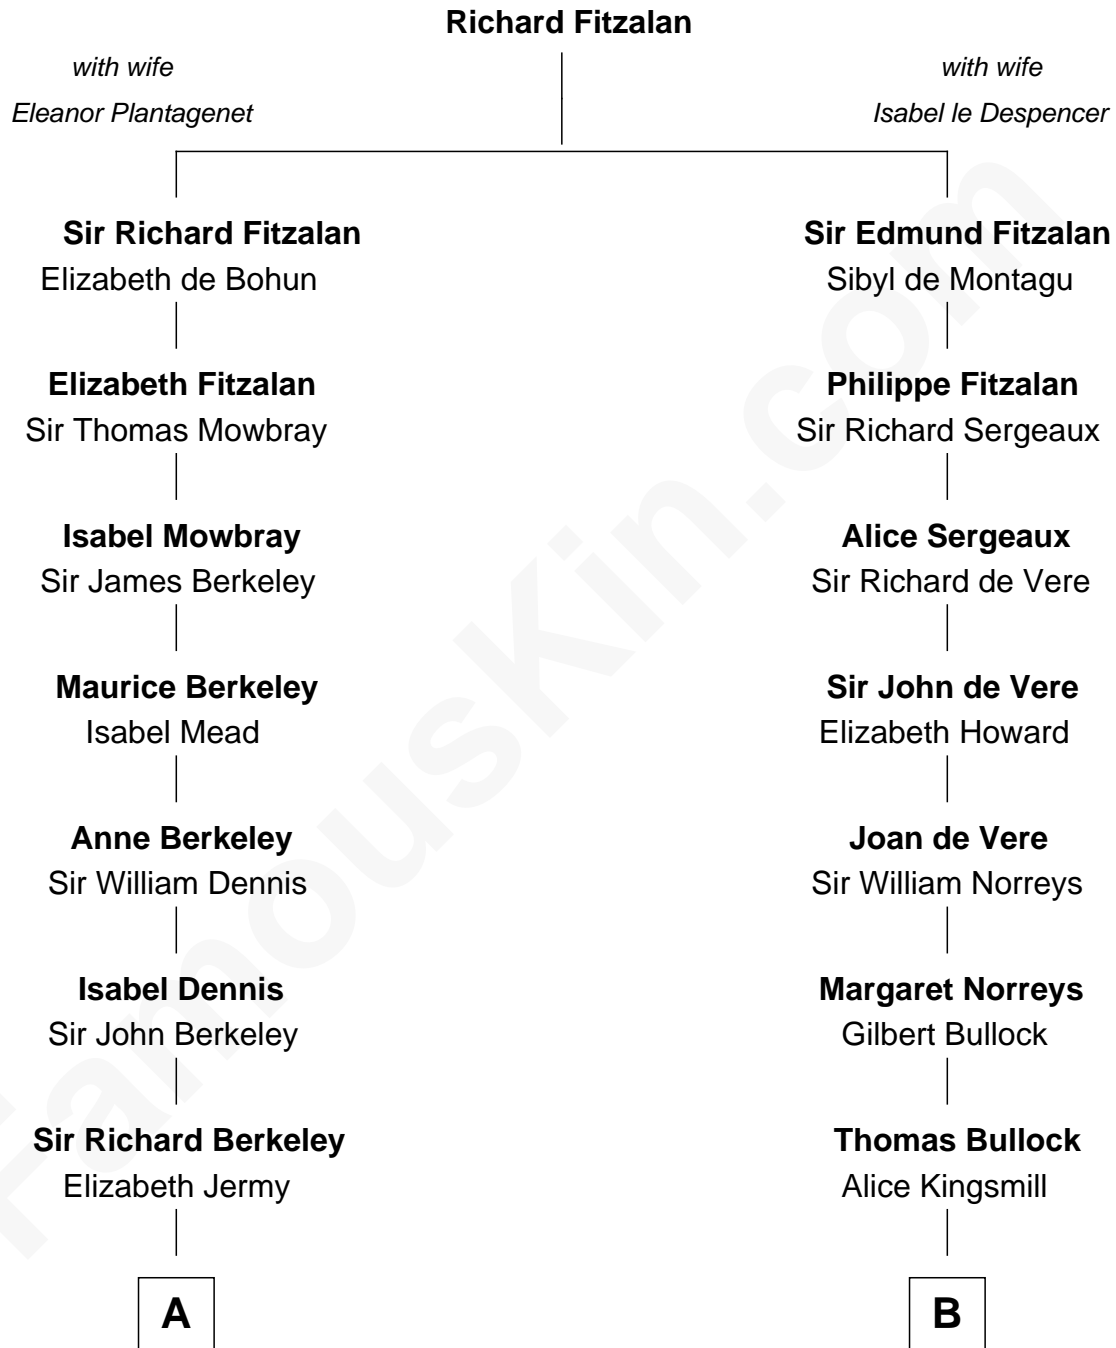 Richard Fitzalan
with wife
Eleanor Plantagenet
with wife
Isabel le Despencer
Sir Richard Fitzalan
Elizabeth de Bohun
Sir Edmund Fitzalan
Sibyl de Montagu
Elizabeth Fitzalan
Sir Thomas Mowbray
Philippe Fitzalan
Sir Richard Sergeaux
Isabel Mowbray
Sir James Berkeley
Alice Sergeaux
Sir Richard de Vere
Maurice Berkeley
Isabel Mead
Sir John de Vere
Elizabeth Howard
Anne Berkeley
Sir William Dennis
Joan de Vere
Sir William Norreys
Isabel Dennis
Sir John Berkeley
Margaret Norreys
Gilbert Bullock
Sir Richard Berkeley
Elizabeth Jermy
Thomas Bullock
Alice Kingsmill
A
B
FamousKin.com